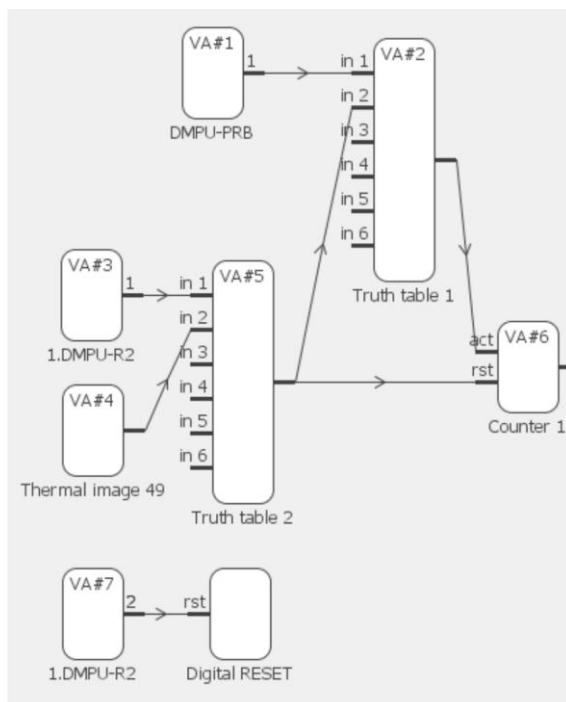 VA#1
1
DMPU-PRB
VA#2
in 1
in 2
in 3
in 4
in 5
in 6
Truth table 1
VA#3
1
1.DMPU-R2
VA#4
Thermal image 49
VA#5
in 1
in 2
in 3
in 4
in 5
in 6
Truth table 2
VA#6
act
rst
Counter 1
VA#7
2
1.DMPU-R2
rst
Digital RESET